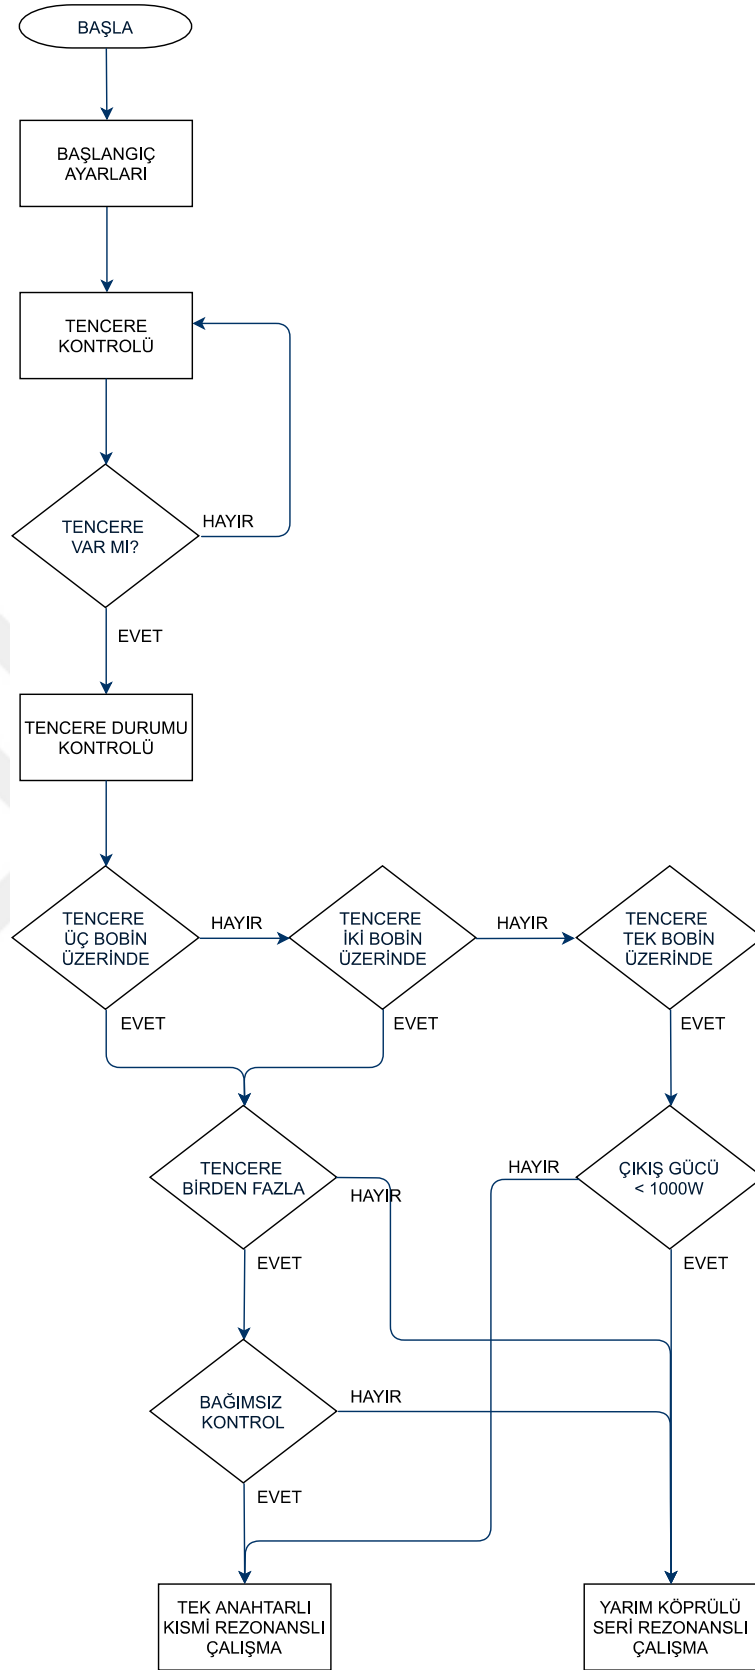 BAŞLA
BAŞLANGIÇ
AYARLARI
TENCERE
KONTROLÜ
TENCERE
VAR MI?
HAYIR
EVET
TENCERE DURUMU
KONTROLÜ
TENCERE
ÜÇ BOBİN
ÜZERİNDE
HAYIR
TENCERE
İKİ BOBİN
ÜZERİNDE
HAYIR
TENCERE
TEK BOBİN
ÜZERİNDE
EVET
EVET
EVET
TENCERE
BİRDEN FAZLA
HAYIR
HAYIR
ÇIKIŞ GÜCÜ
< 1000W
EVET
EVET
BAĞIMSIZ
KONTROL
HAYIR
EVET
TEK ANAHTARLI
KISMİ REZONANSLI
ÇALIŞMA
YARIM KÖPRÜLÜ
SERİ REZONANSLI
ÇALIŞMA